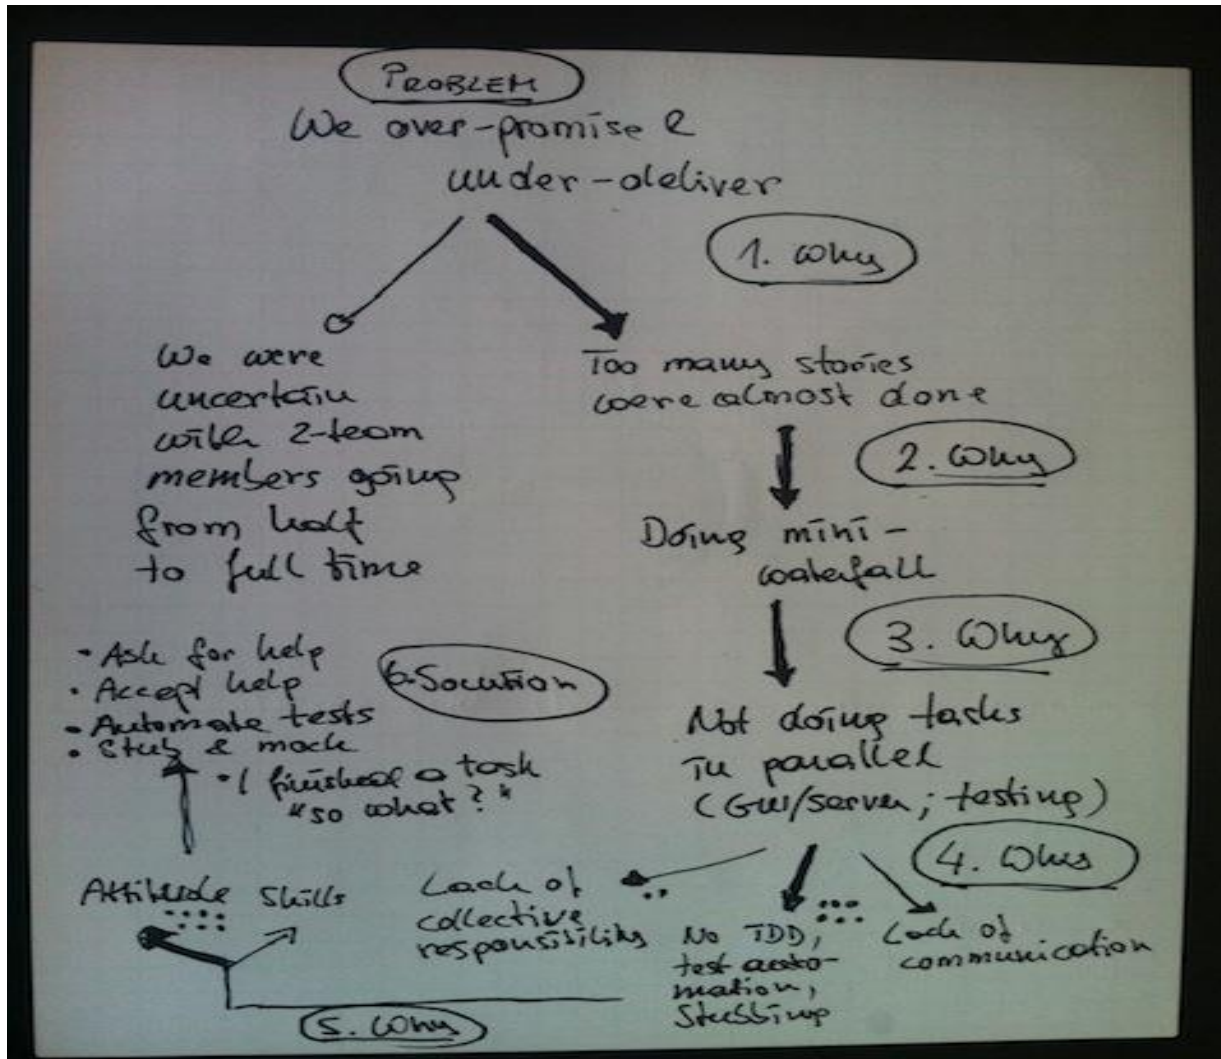 PROBLEM
We over-promise &
under-deliver
1. Why
We were
uncertain
with 2-team
members going
from half
to full time
Too many stories
were almost done
2. Why
Doing mini-
waterfall
3. Why
Not doing tasks
in parallel
(GW/server; testing)
4. Why
Lack of
collective
responsibility
No TDD,
test auto-
mation,
Stubbing
Lack of
communication
5. Why
Attitude
Skills
6. Solution
• Ask for help
• Accept help
• Automate tests
• Stub & mock
• I finished a task
"so what?"